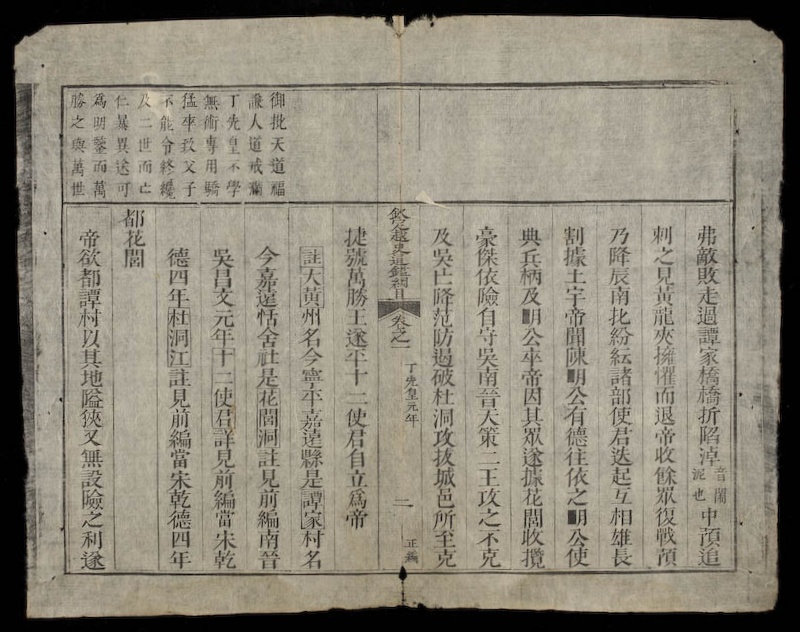 弗敵敗走過譚家橋橋折陷淖音鬧泥也中預追
刺之見黃龍夾擁懼而退帝收餘眾復戰預
乃降辰南北紛紜諸部使君迭起互相雄長
割據土宇帝聞陳明公有德往依之明公使
典兵柄及明公卒帝因其眾遂據花閭收攬
豪傑依險自守吳南晉天策二王攻之不克
及吳亡降范防遏破杜洞攻拔城邑所至克
欽定越史通鑑綱目 卷之一 丁先皇元年 二 正編
御批天道福
謙人道戒滿
丁先皇不學
無術專用驕
猛卒致父子
不能令終纔
及二世而亡
仁暴異途可
為明鑒而萬
勝之與萬世
捷號萬勝王遂平十二使君自立為帝
註大黃州名今寧平嘉遠縣是譚家村名
今嘉遠恬舍社是花閭洞註見前編南晉
吳昌文元年十二使君詳見前編當宋乾
德四年杜洞江註見前編當宋乾德四年
都花閭
帝欲都譚村以其地隘狹又無設險之利遂